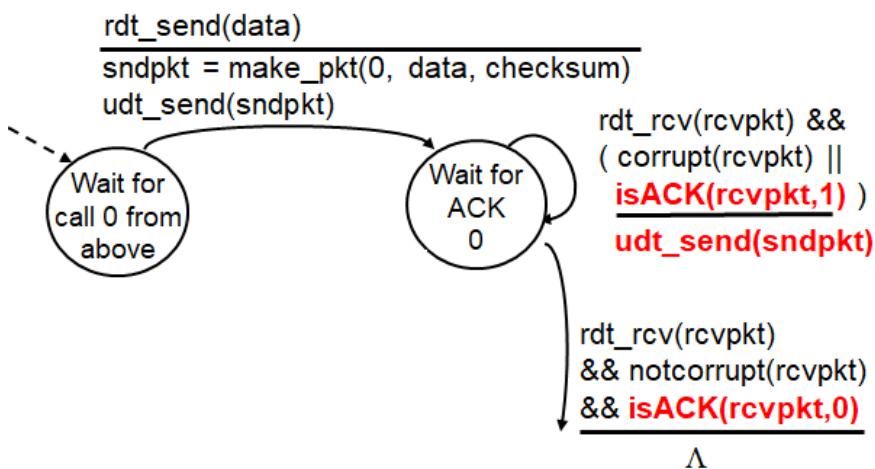 rdt_send(data)
sndpkt = make_pkt(0, data, checksum)
udt_send(sndpkt)
Wait for
call 0 from
above
Wait for
ACK
0
rdt_rcv(rcvpkt) &&
( corrupt(rcvpkt) ||
isACK(rcvpkt,1) )
udt_send(sndpkt)
rdt_rcv(rcvpkt)
&& notcorrupt(rcvpkt)
&& isACK(rcvpkt,0)
Λ